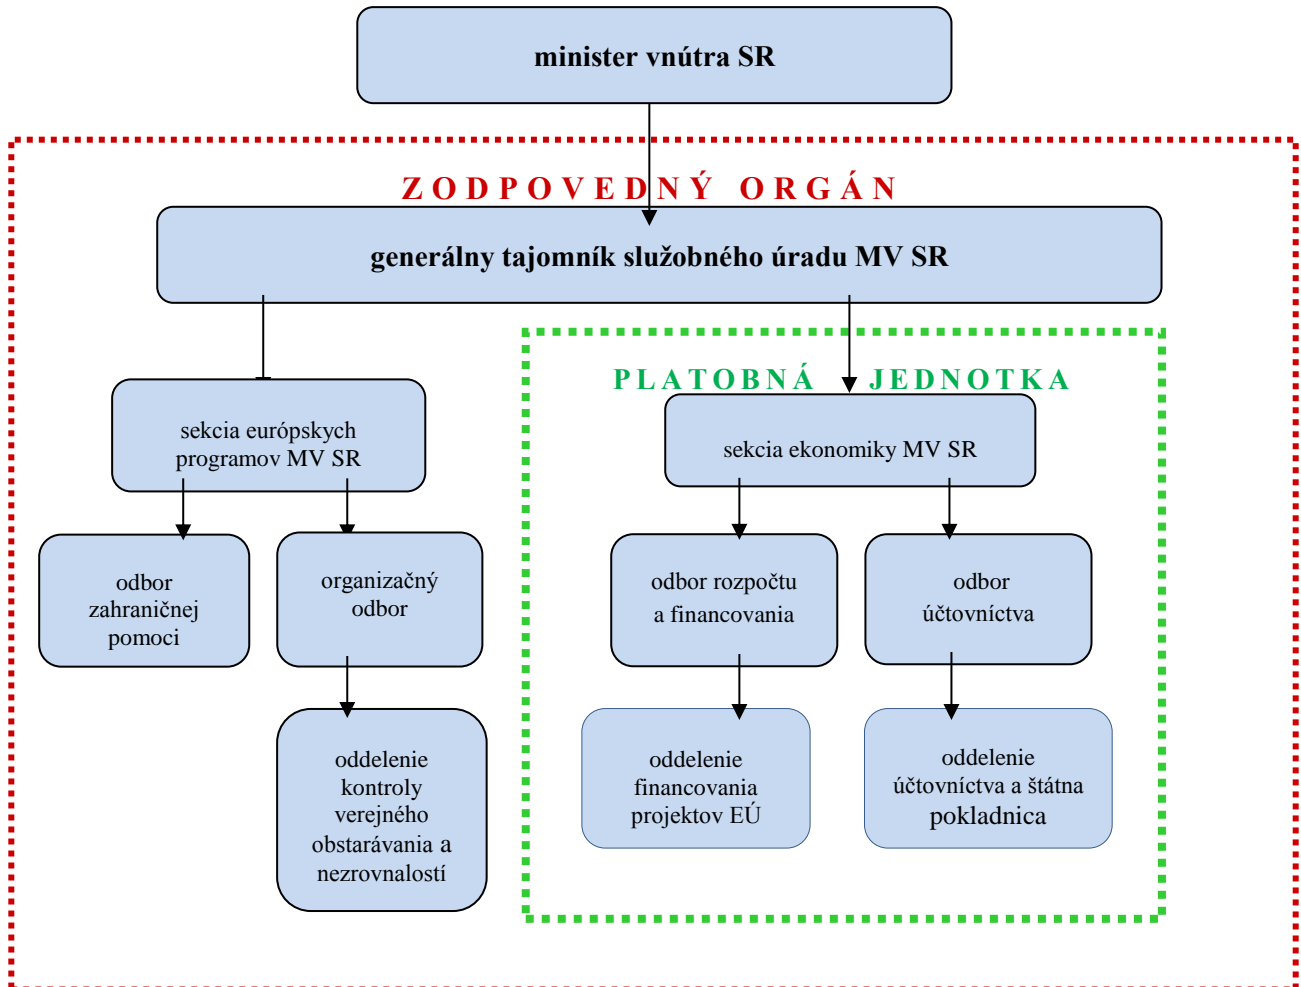 minister vnútra SR
ZODPOVEDNÝ ORGÁN
generálny tajomník služobného úradu MV SR
PLATOBNÁ JEDNOTKA
sekcia európskych
programov MV SR
sekcia ekonomiky MV SR
odbor
zahraničnej
pomoci
organizačný
odbor
odbor rozpočtu
a financovania
odbor
účtovníctva
oddelenie
kontroly
verejného
obstarávania a
nezrovnalostí
oddelenie
financovania
projektov EÚ
oddelenie
účtovníctva a štátna
pokladnica